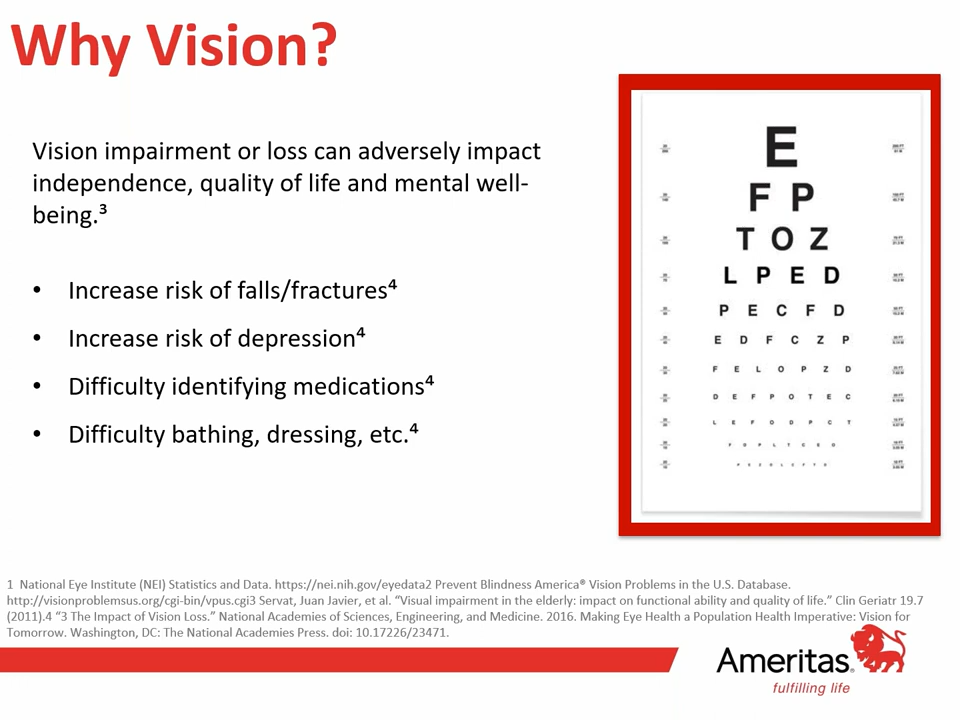 Why Vision?
Vision impairment or loss can adversely impact
independence, quality of life and mental well-
being.³
• Increase risk of falls/fractures⁴
• Increase risk of depression⁴
• Difficulty identifying medications⁴
• Difficulty bathing, dressing, etc.⁴
E
F P
T O Z
L P E D
P E C F D
E D F C Z P
F E L O P Z D
D E F P O T E C
L E F O D P C T
1 National Eye Institute (NEI) Statistics and Data. https://nei.nih.gov/eyedata2 Prevent Blindness America® Vision Problems in the U.S. Database.
http://visionproblemsus.org/cgi-bin/vpus.cgi3 Servat, Juan Javier, et al. “Visual impairment in the elderly: impact on functional ability and quality of life.” Clin Geriatr 19.7
(2011).4 “3 The Impact of Vision Loss.” National Academies of Sciences, Engineering, and Medicine. 2016. Making Eye Health a Population Health Imperative: Vision for
Tomorrow. Washington, DC: The National Academies Press. doi: 10.17226/23471.
Ameritas®
fulfilling life